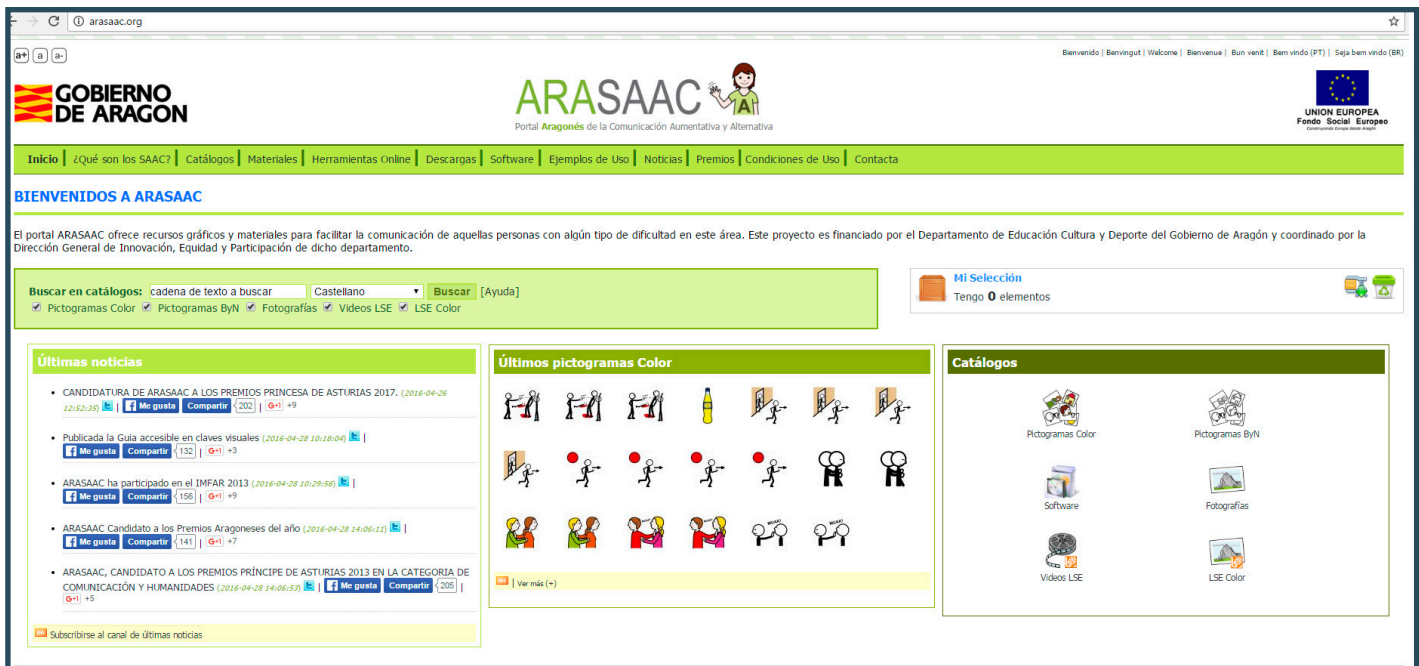 arasaac.org
a+ a a-
Bienvenido | Benvingut | Welcome | Bienvenue | Bun venit | Bem vindo (PT) | Seja bem vindo (BR)
GOBIERNO
DE ARAGON
ARASAAC
A
Portal Aragonés de la Comunicación Aumentativa y Alternativa
UNION EUROPEA
Fondo Social Europeo
Construyendo Europa desde Aragón
Inicio | ¿Qué son los SAAC? | Catálogos | Materiales | Herramientas Online | Descargas | Software | Ejemplos de Uso | Noticias | Premios | Condiciones de Uso | Contacta
BIENVENIDOS A ARASAAC
El portal ARASAAC ofrece recursos gráficos y materiales para facilitar la comunicación de aquellas personas con algún tipo de dificultad en este área. Este proyecto es financiado por el Departamento de Educación Cultura y Deporte del Gobierno de Aragón y coordinado por la
Dirección General de Innovación, Equidad y Participación de dicho departamento.
Buscar en catálogos: cadena de texto a buscar Castellano Buscar [Ayuda]
Pictogramas Color Pictogramas ByN Fotografías Videos LSE LSE Color
Mi Selección
Tengo 0 elementos
Últimas noticias
CANDIDATURA DE ARASAAC A LOS PREMIOS PRINCESA DE ASTURIAS 2017. (2016-04-26
12:52:35) | Me gusta Compartir 202 | G+1 +9
Publicada la Guia accesible en claves visuales (2016-04-28 10:18:04) |
Me gusta Compartir 132 | G+1 +3
ARASAAC ha participado en el IMFAR 2013 (2016-04-28 10:29:56) |
Me gusta Compartir 156 | G+1 +9
ARASAAC Candidato a los Premios Aragoneses del año (2016-04-28 14:06:11) |
Me gusta Compartir 141 | G+1 +7
ARASAAC, CANDIDATO A LOS PREMIOS PRÍNCIPE DE ASTURIAS 2013 EN LA CATEGORIA DE
COMUNICACIÓN Y HUMANIDADES (2016-04-28 14:06:53) | Me gusta Compartir 205 |
G+1 +5
Subscribirse al canal de últimas noticias
Últimos pictogramas Color
| Ver más (+)
Catálogos
Pictogramas Color
Pictogramas ByN
Software
Fotografías
Videos LSE
LSE Color